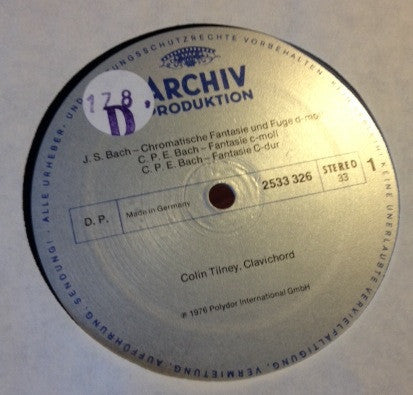 178
D
ARCHIV
PRODUKTION
J. S. Bach – Chromatische Fantasie und Fuge d-mo
C. P. E. Bach – Fantasie c-moll
C. P. E. Bach – Fantasie C-dur
D. P.
Made in Germany
2533 326
STEREO
33
1
Colin Tilney, Clavichord
℗ 1976 Polydor International GmbH
ALLE URHEBER- UND
UNGSSCHUTZRECHTE VORBEHALTEN
KEINE UNERLAUBTE VERVIELFÄLTIGUNG, VERMIETUNG, AUFFÜHRUNG, SENDUNG!